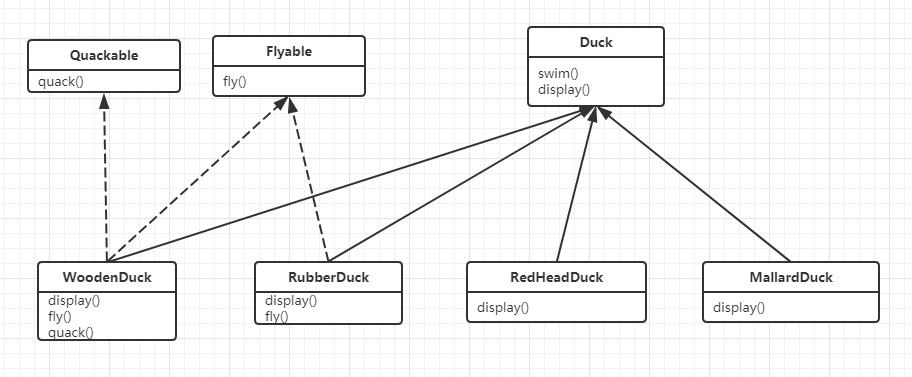 Quackable
quack()
Flyable
fly()
Duck
swim()
display()
WoodenDuck
display()
fly()
quack()
RubberDuck
display()
fly()
RedHeadDuck
display()
MallardDuck
display()